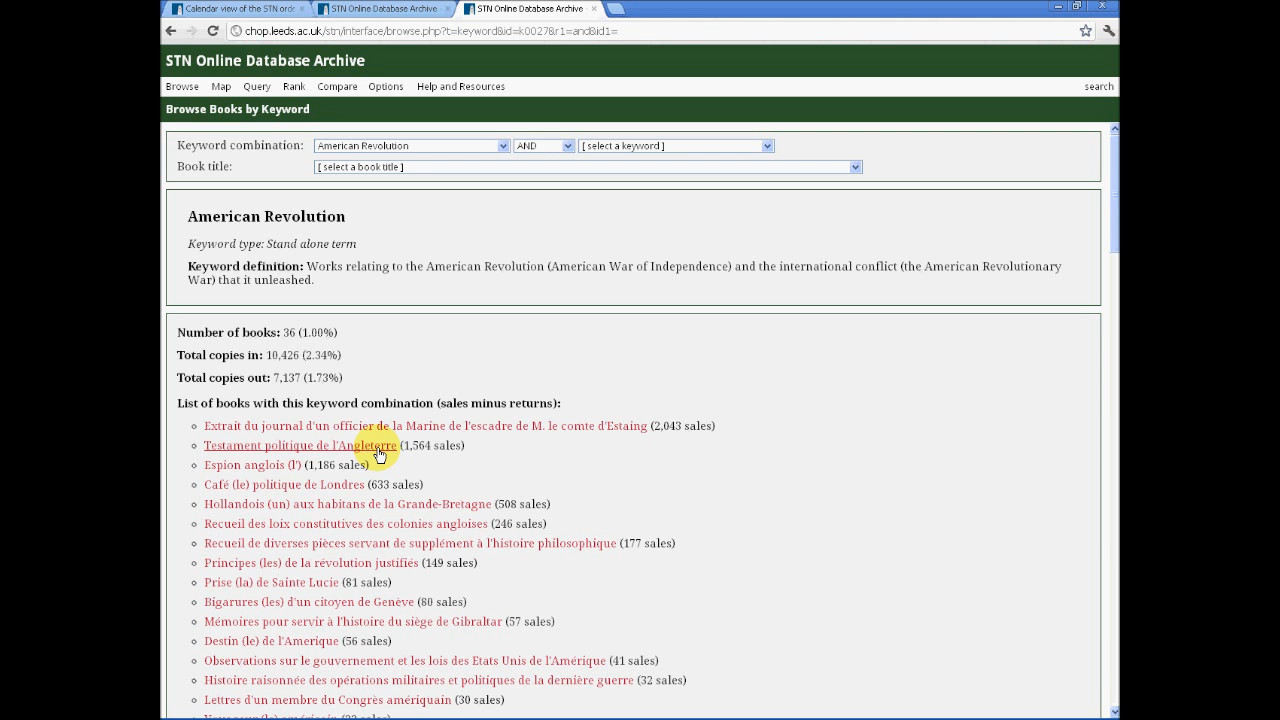 Calendar view of the STN ord
STN Online Database Archive
STN Online Database Archive
chop.leeds.ac.uk/stn/interface/browse.php?t=keyword&id=k0027&r1=and&id1=
STN Online Database Archive
Browse Map Query Rank Compare Options Help and Resources search
Browse Books by Keyword
Keyword combination: American Revolution AND [ select a keyword ]
Book title: [ select a book title ]
American Revolution
Keyword type: Stand alone term
Keyword definition: Works relating to the American Revolution (American War of Independence) and the international conflict (the American Revolutionary
War) that it unleashed.
Number of books: 36 (1.00%)
Total copies in: 10,426 (2.34%)
Total copies out: 7,137 (1.73%)
List of books with this keyword combination (sales minus returns):
Extrait du journal d'un officier de la Marine de l'escadre de M. le comte d'Estaing (2,043 sales)
Testament politique de l'Angleterre (1,564 sales)
Espion anglois (l') (1,186 sales)
Café (le) politique de Londres (633 sales)
Hollandois (un) aux habitans de la Grande-Bretagne (508 sales)
Recueil des loix constitutives des colonies angloises (246 sales)
Recueil de diverses pièces servant de supplément à l'histoire philosophique (177 sales)
Principes (les) de la révolution justifiés (149 sales)
Prise (la) de Sainte Lucie (81 sales)
Bigarures (les) d'un citoyen de Genève (80 sales)
Mémoires pour servir à l'histoire du siège de Gibraltar (57 sales)
Destin (le) de l'Amerique (56 sales)
Observations sur le gouvernement et les lois des Etats Unis de l'Amérique (41 sales)
Histoire raisonnée des opérations militaires et politiques de la dernière guerre (32 sales)
Lettres d'un membre du Congrès amériquain (30 sales)